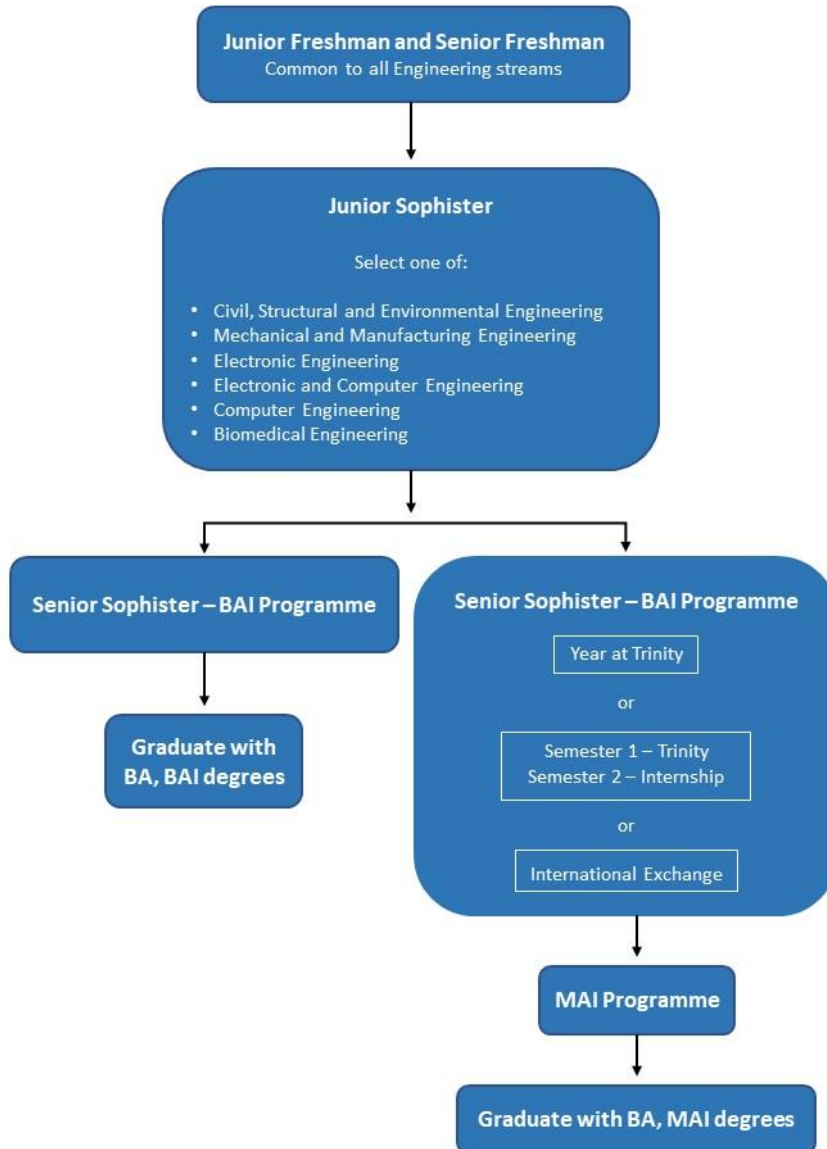 Junior Freshman and Senior Freshman
Common to all Engineering streams
Junior Sophister
Select one of:
• Civil, Structural and Environmental Engineering
• Mechanical and Manufacturing Engineering
• Electronic Engineering
• Electronic and Computer Engineering
• Computer Engineering
• Biomedical Engineering
Senior Sophister – BAI Programme
Graduate with
BA, BAI degrees
Senior Sophister – BAI Programme
Year at Trinity
or
Semester 1 – Trinity
Semester 2 – Internship
or
International Exchange
MAI Programme
Graduate with BA, MAI degrees